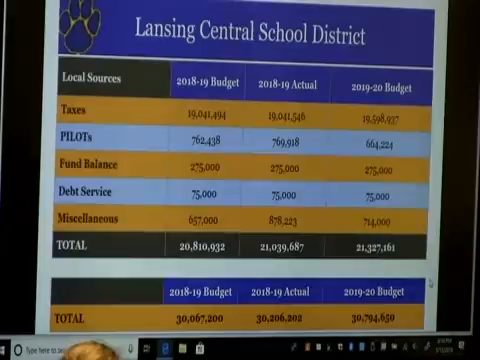 Lansing Central School District
Local Sources 2018-19 Budget 2018-19 Actual 2019-20 Budget
Taxes 19,041,494 19,041,546 19,598,937
PILOTs 762,438 769,918 664,224
Fund Balance 275,000 275,000 275,000
Debt Service 75,000 75,000 75,000
Miscellaneous 657,000 878,223 714,000
TOTAL 20,810,932 21,039,687 21,327,161
2018-19 Budget 2018-19 Actual 2019-20 Budget
TOTAL 30,067,200 30,206,202 30,794,650
Type here to